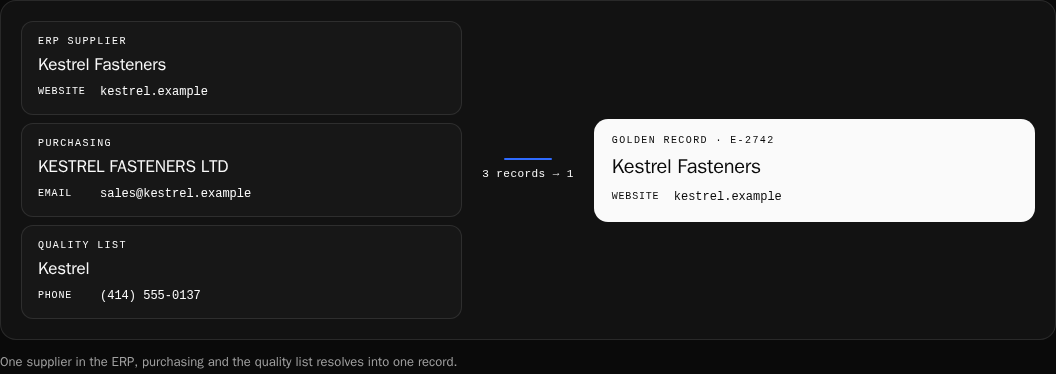 ERP SUPPLIER
Kestrel Fasteners
WEBSITE kestrel.example
PURCHASING
KESTREL FASTENERS LTD
EMAIL sales@kestrel.example
QUALITY LIST
Kestrel
PHONE (414) 555-0137
3 records → 1
GOLDEN RECORD · E-2742
Kestrel Fasteners
WEBSITE kestrel.example
One supplier in the ERP, purchasing and the quality list resolves into one record.